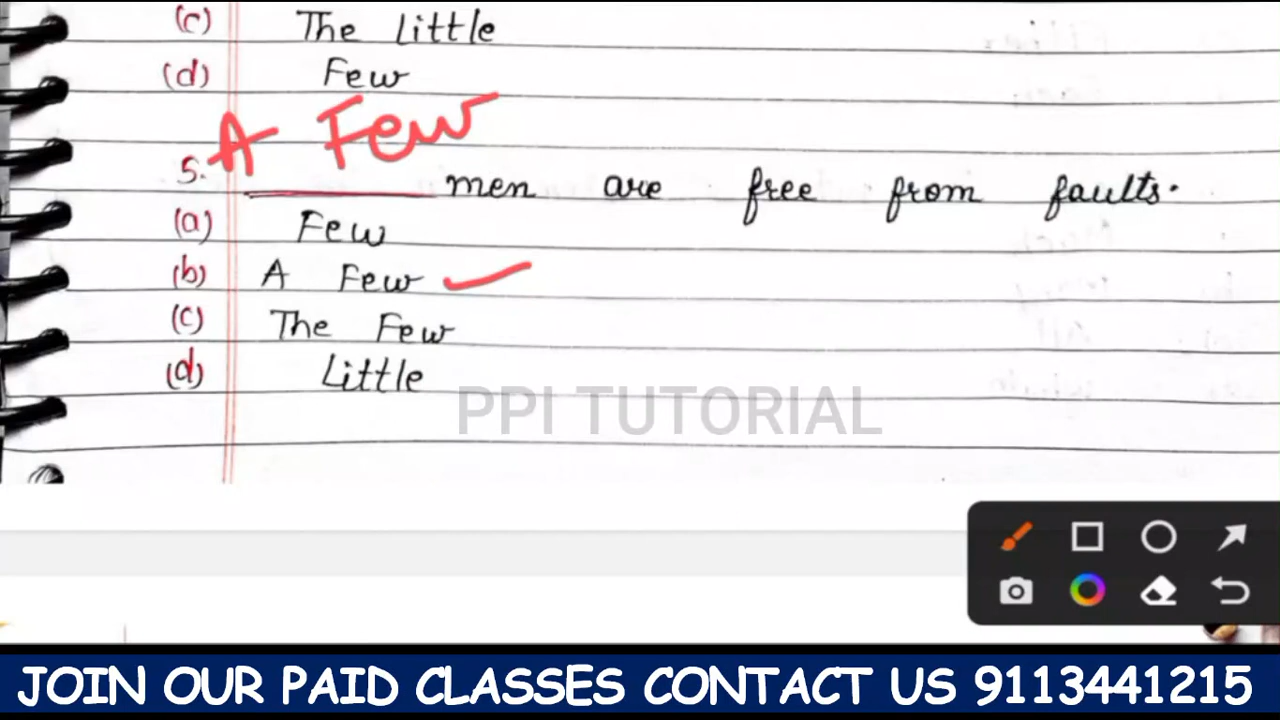 (c) The Little
(d) Few
A Few
5. men are free from faults.
(a) Few
(b) A Few
(c) The Few
(d) Little
PPI TUTORIAL
JOIN OUR PAID CLASSES CONTACT US 9113441215